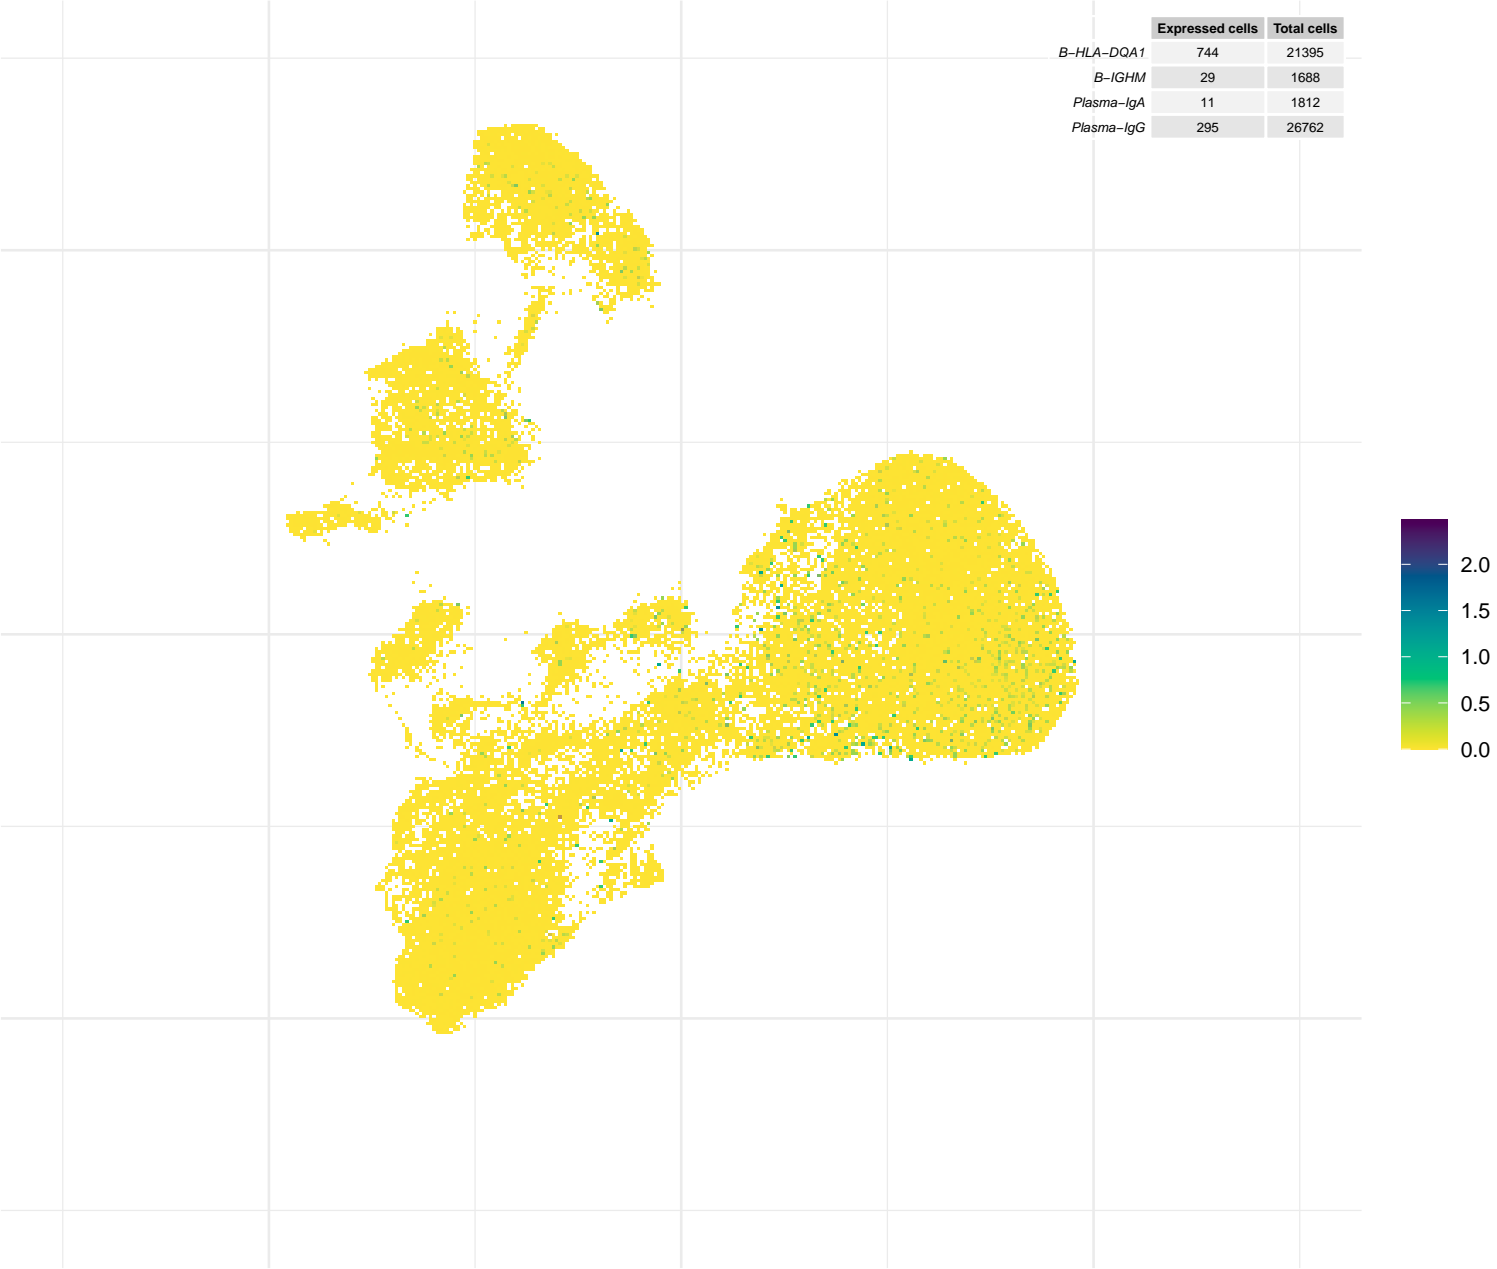 Expressed cells Total cells
B−HLA−DQA1 744 21395
B−IGHM 29 1688
Plasma−IgA 11 1812
Plasma−IgG 295 26762
2.0
1.5
1.0
0.5
0.0